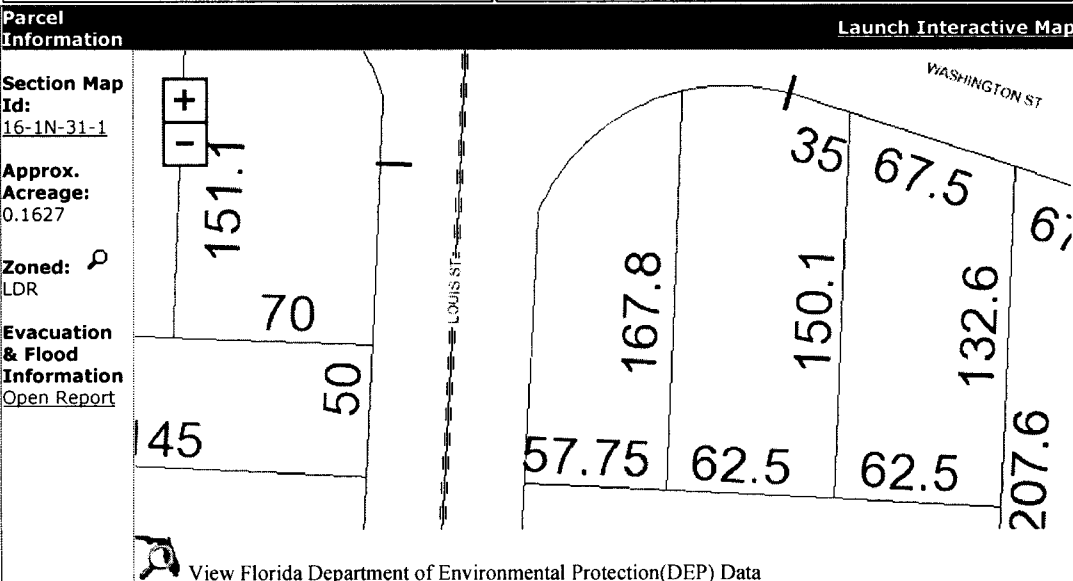 Parcel
Information
Launch Interactive Map
Section Map
Id:
16-1N-31-1
Approx.
Acreage:
0.1627
Zoned:
LDR
Evacuation
& Flood
Information
Open Report
+
-
151.1
70
50
145
LOUIS ST
WASHINGTON ST
35
67.5
67
167.8
150.1
132.6
57.75
62.5
62.5
207.6
View Florida Department of Environmental Protection(DEP) Data